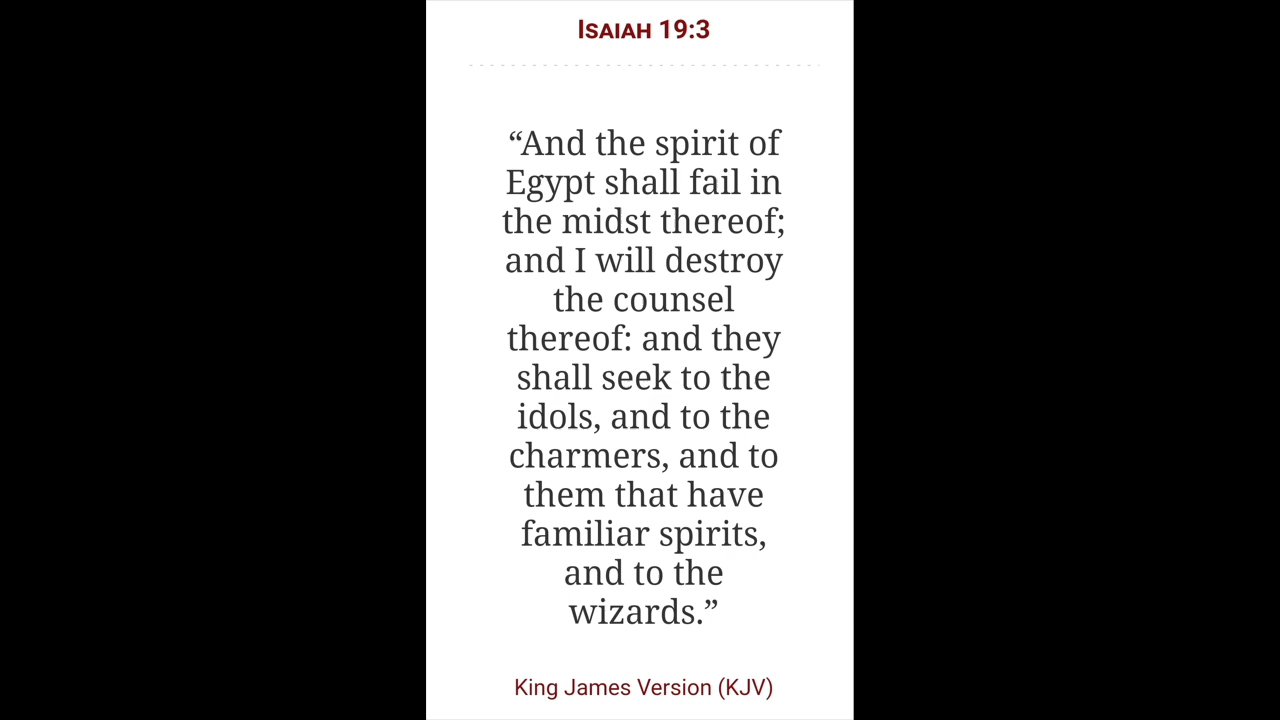 Isaiah 19:3
“And the spirit of
Egypt shall fail in
the midst thereof;
and I will destroy
the counsel
thereof: and they
shall seek to the
idols, and to the
charmers, and to
them that have
familiar spirits,
and to the
wizards.”
King James Version (KJV)